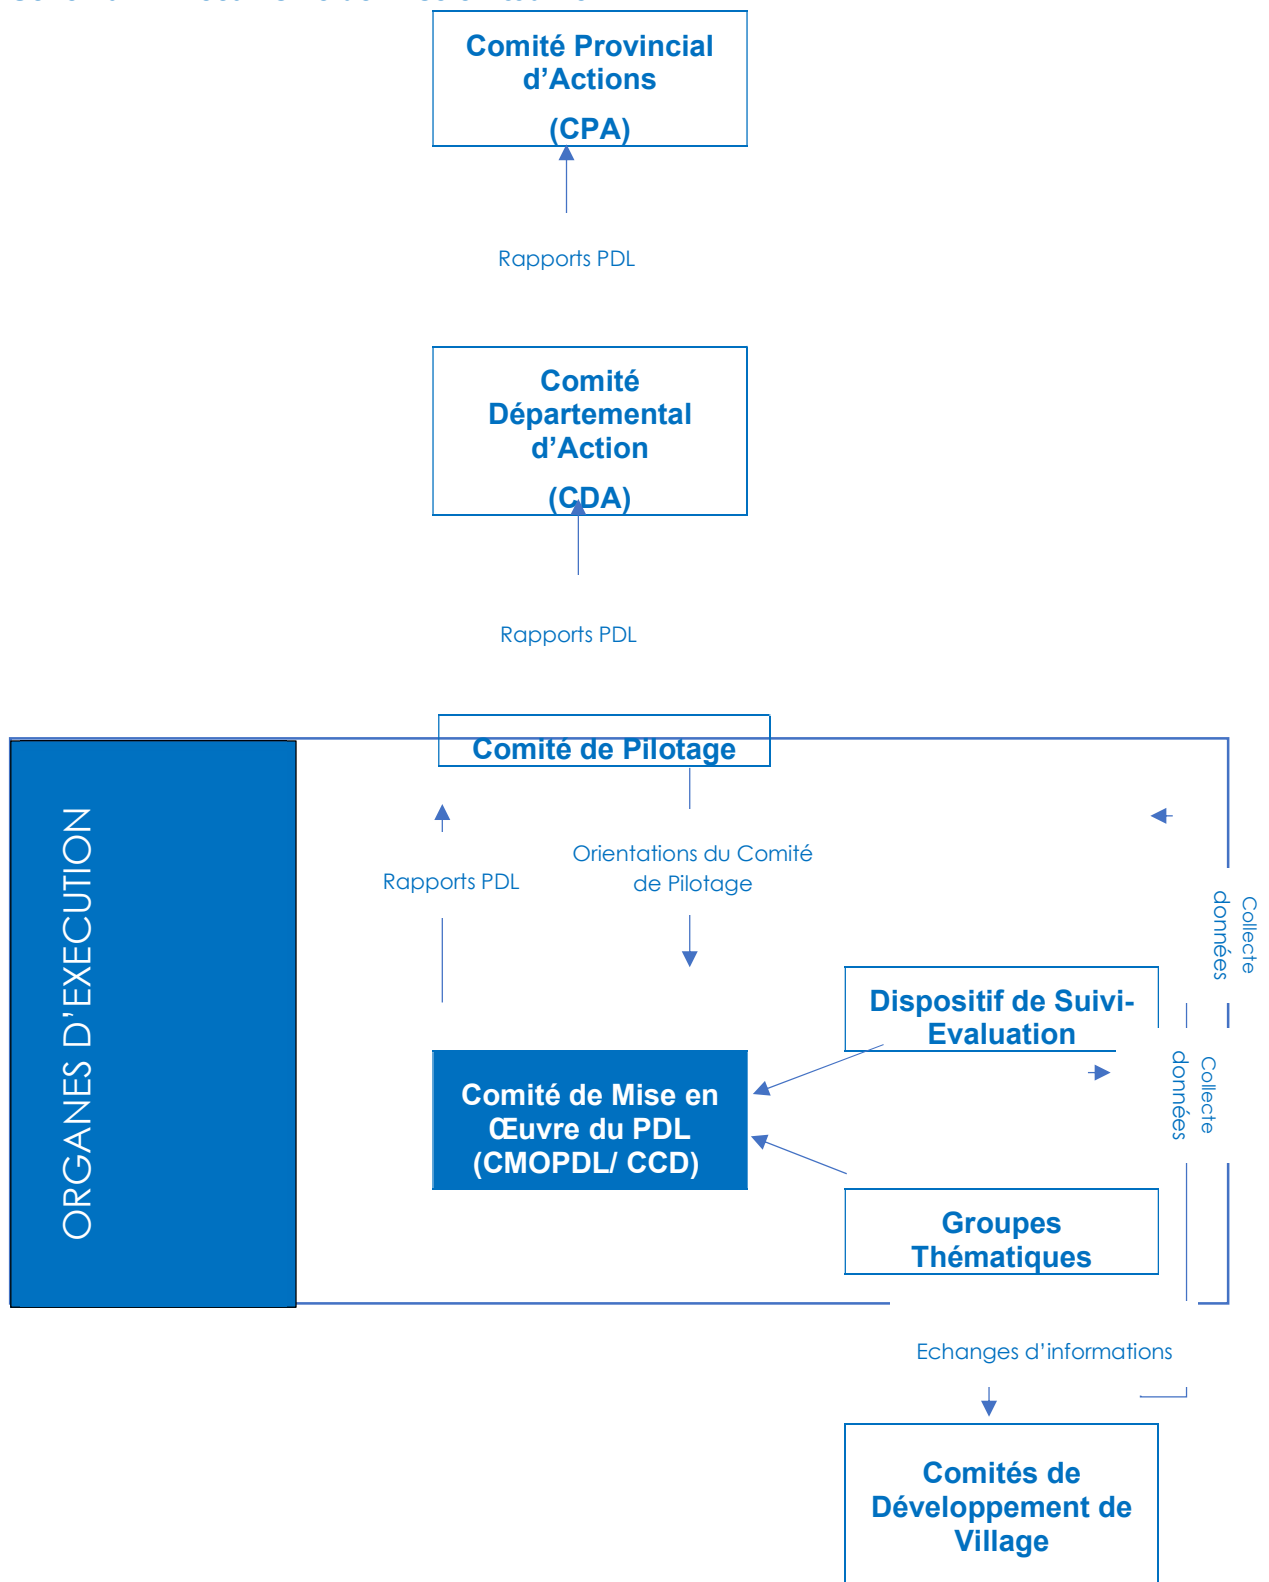 Comité Provincial
d’Actions
(CPA)
Rapports PDL
Comité
Départemental
d’Action
(CDA)
Rapports PDL
Comité de Pilotage
ORGANES D’EXECUTION
Orientations du Comité
de Pilotage
Rapports PDL
Collecte
données
Dispositif de Suivi-
Evaluation
Collecte
données
Comité de Mise en
Œuvre du PDL
(CMOPDL/ CCD)
Groupes
Thématiques
Echanges d’informations
Comités de
Développement de
Village